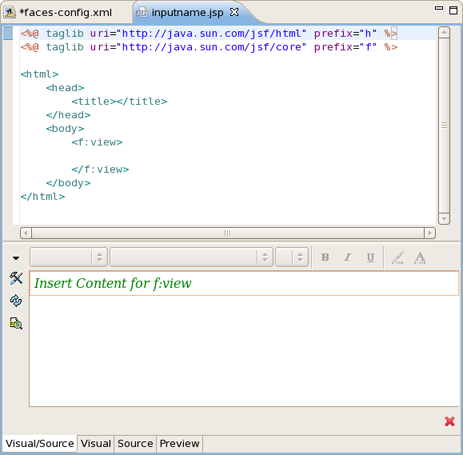 *faces-config.xml inputname.jsp
<%@ taglib uri="http://java.sun.com/jsf/html" prefix="h" %>
<%@ taglib uri="http://java.sun.com/jsf/core" prefix="f" %>
<html>
<head>
<title></title>
</head>
<body>
<f:view>
</f:view>
</body>
</html>
B I U A
Insert Content for f:view
Visual/Source Visual Source Preview